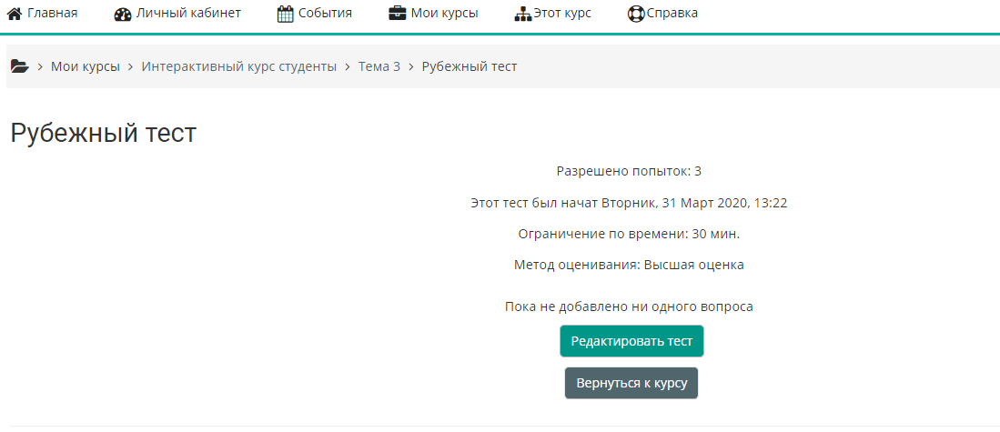 Главная Личный кабинет События Мои курсы Этот курс Справка
Мои курсы > Интерактивный курс студенты > Тема 3 > Рубежный тест
Рубежный тест
Разрешено попыток: 3
Этот тест был начат Вторник, 31 Март 2020, 13:22
Ограничение по времени: 30 мин.
Метод оценивания: Высшая оценка
Пока не добавлено ни одного вопроса
Редактировать тест
Вернуться к курсу